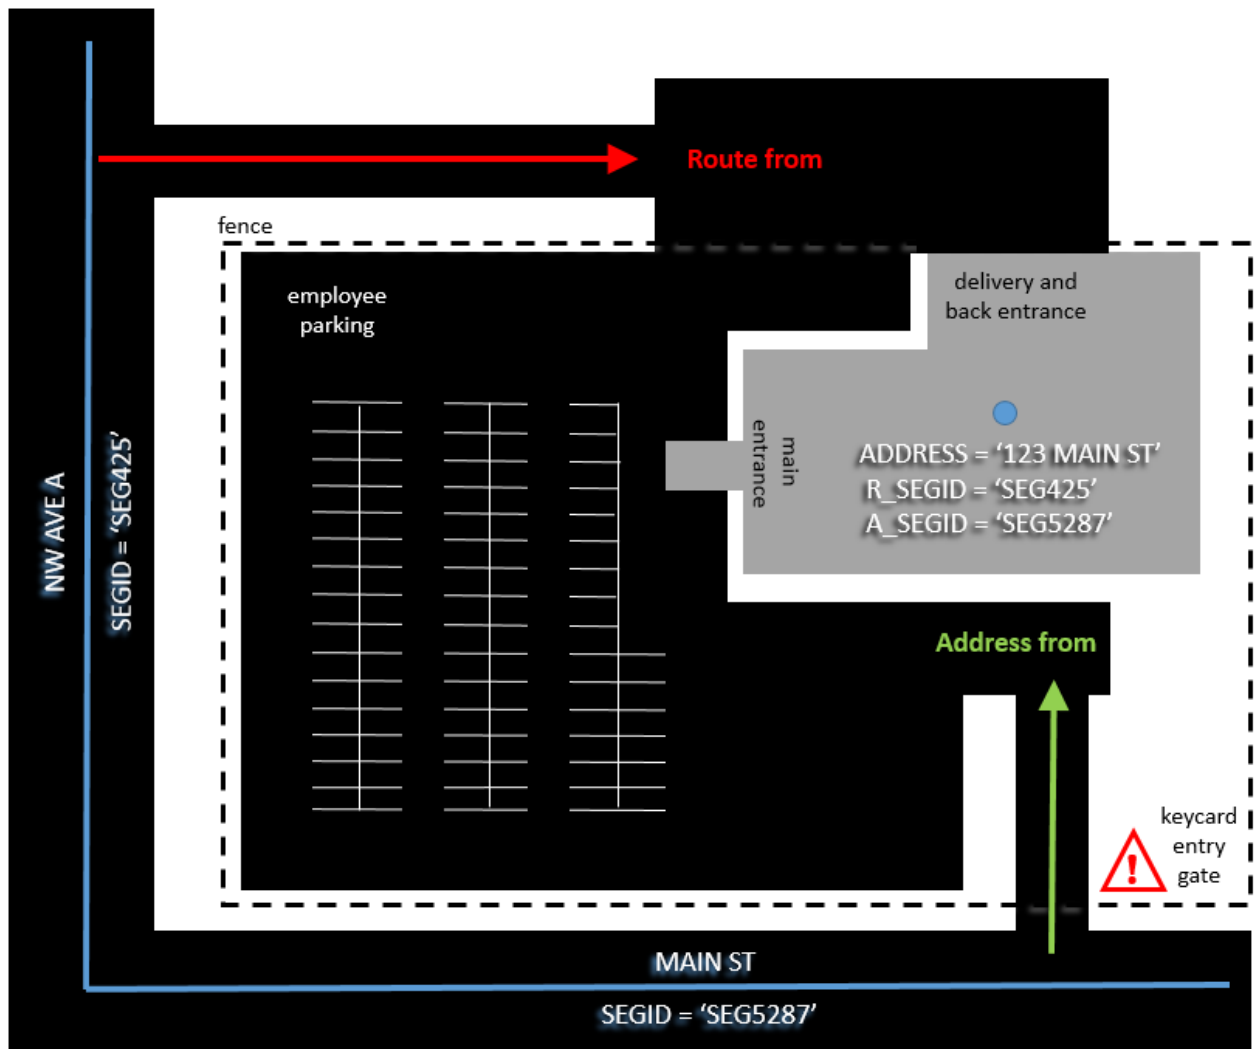 Route from
fence
employee
parking
delivery and
back entrance
main
entrance
ADDRESS = ‘123 MAIN ST’
R_SEGID = ‘SEG425’
A_SEGID = ‘SEG5287’
NW AVE A
SEGID = ‘SEG425’
Address from
keycard
entry
gate
!
MAIN ST
SEGID = ‘SEG5287’